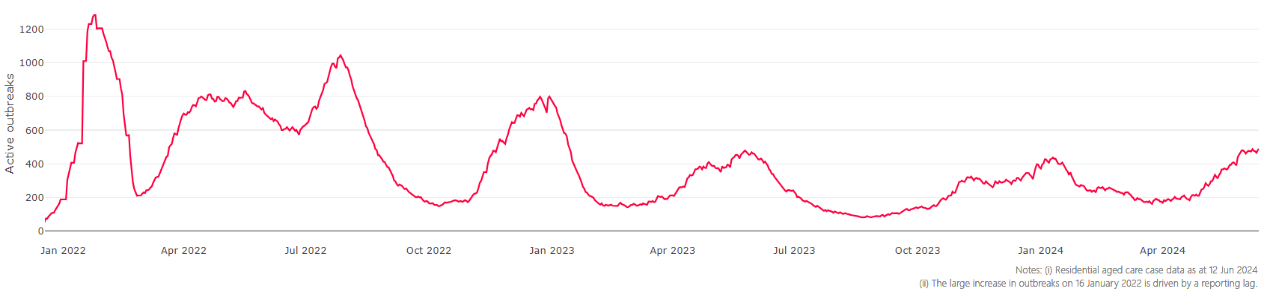 Active outbreaks
1200
1000
800
600
400
200
0
Jan 2022 Apr 2022 Jul 2022 Oct 2022 Jan 2023 Apr 2023 Jul 2023 Oct 2023 Jan 2024 Apr 2024
Notes: (i) Residential aged care case data as at 12 Jun 2024
(ii) The large increase in outbreaks on 16 January 2022 is driven by a reporting lag.